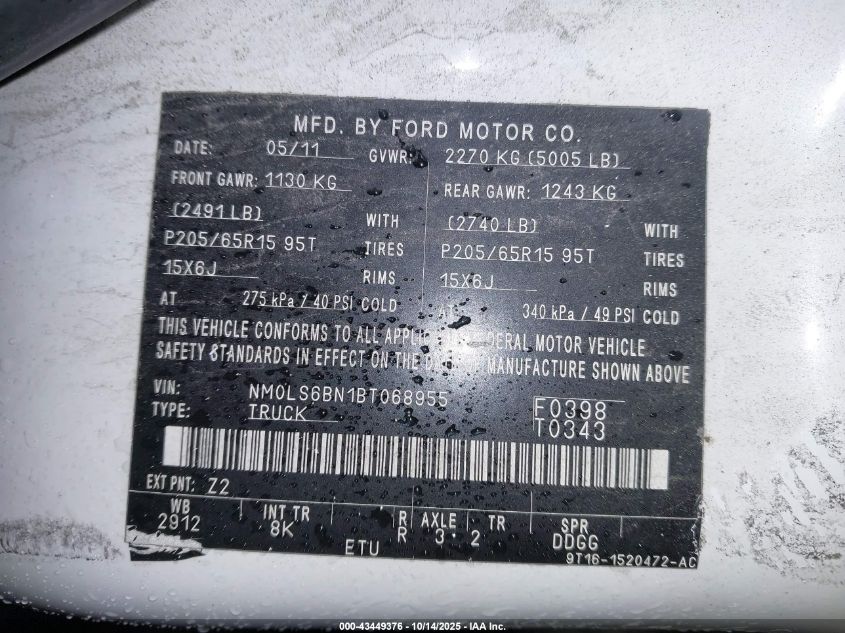 MFD. BY FORD MOTOR CO.
DATE: 05/11 GVWR: 2270 KG (5005 LB)
FRONT GAWR: 1130 KG REAR GAWR: 1243 KG
(2491 LB) WITH (2740 LB) WITH
P205/65R15 95T TIRES P205/65R15 95T TIRES
15X6J RIMS 15X6J RIMS
AT 275 kPa / 40 PSI COLD AT 340 kPa / 49 PSI COLD
THIS VEHICLE CONFORMS TO ALL FEDERAL MOTOR VEHICLE
SAFETY STANDARDS IN EFFECT ON THE DATE OF MANUFACTURE SHOWN ABOVE
VIN: NM0LS6BN1BT068955 F0398
TYPE: TRUCK T0343
EXT PNT: Z2
WB INT TR R AXLE TR SPR
2912 8K R 3 2 DDGG
ETU
9T16-1520472-AC
000-43449376 - 10/14/2025 - IAA Inc.